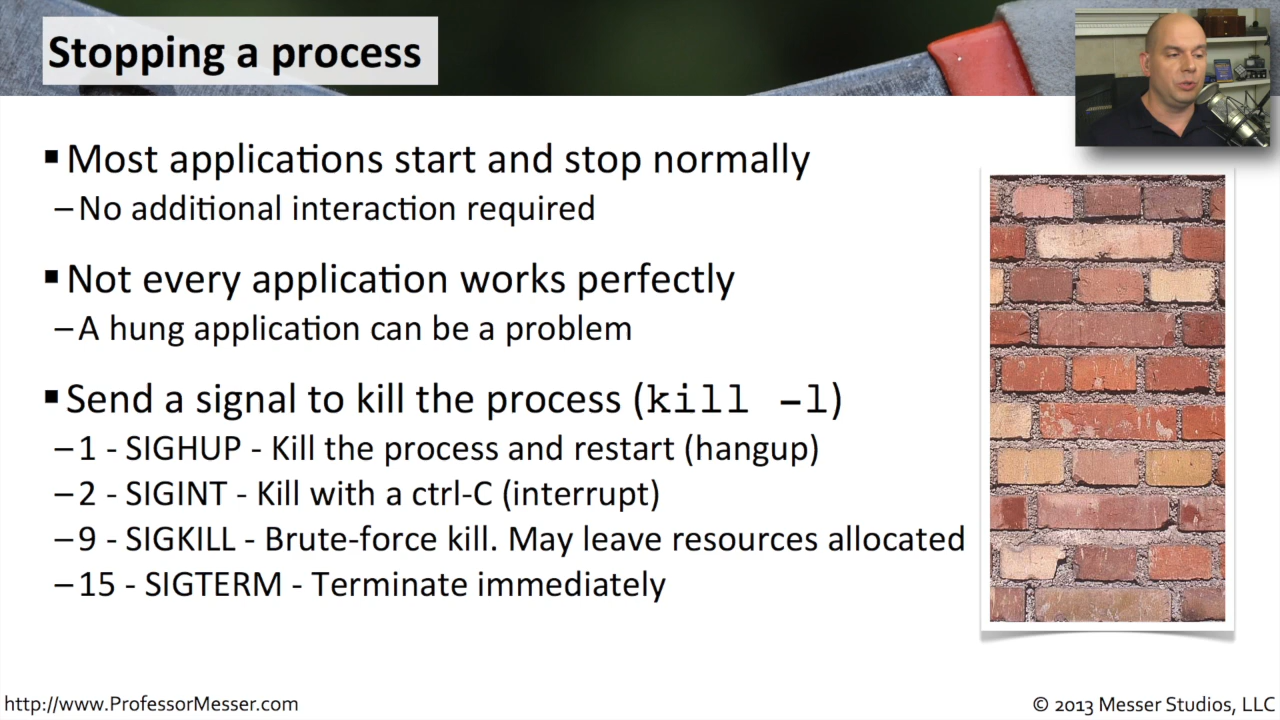 Stopping a process
▪ Most applications start and stop normally
– No additional interaction required
▪ Not every application works perfectly
– A hung application can be a problem
▪ Send a signal to kill the process (kill -l)
– 1 - SIGHUP - Kill the process and restart (hangup)
– 2 - SIGINT - Kill with a ctrl-C (interrupt)
– 9 - SIGKILL - Brute-force kill. May leave resources allocated
– 15 - SIGTERM - Terminate immediately
http://www.ProfessorMesser.com
© 2013 Messer Studios, LLC